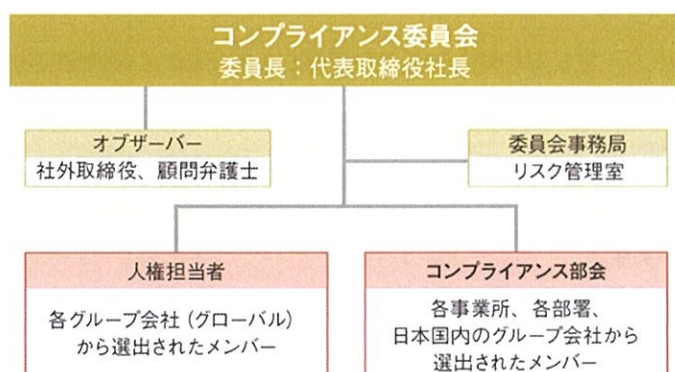 コンプライアンス委員会
委員長：代表取締役社長
オブザーバー
社外取締役、顧問弁護士
委員会事務局
リスク管理室
人権担当者
各グループ会社（グローバル）
から選出されたメンバー
コンプライアンス部会
各事業所、各部署、
日本国内のグループ会社から
選出されたメンバー